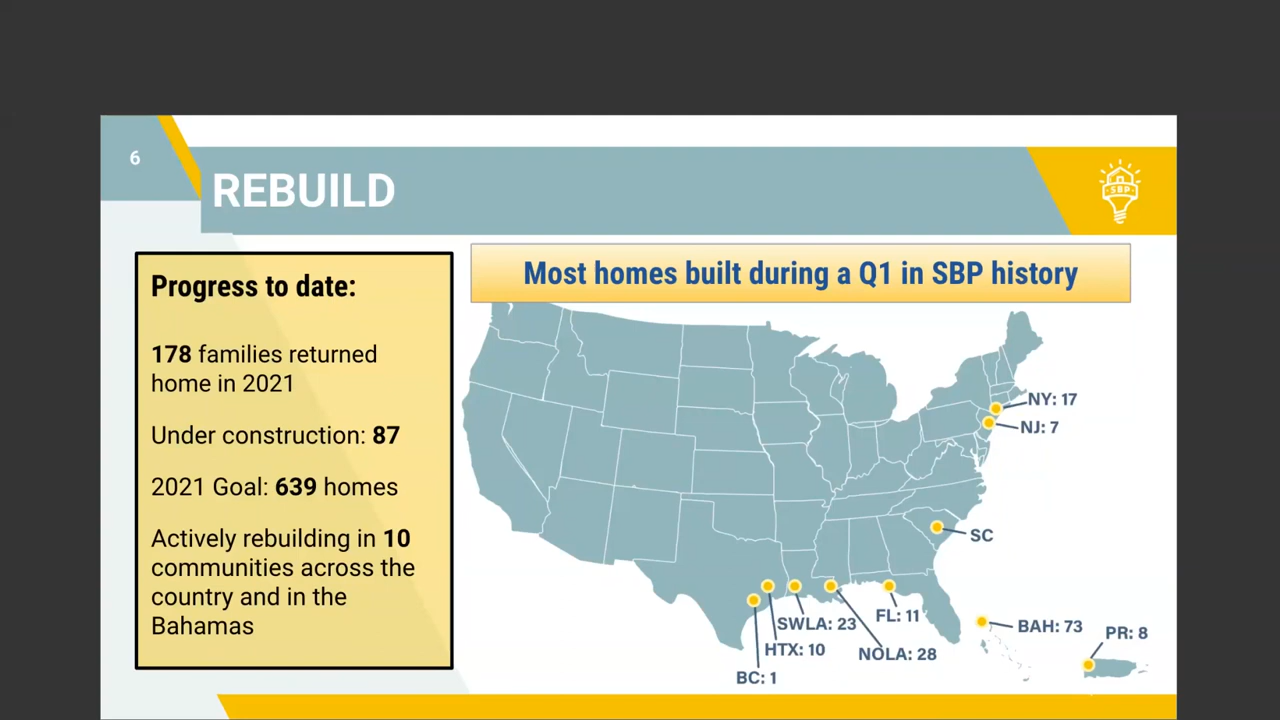 6
REBUILD
SBP
Progress to date:
178 families returned
home in 2021
Under construction: 87
2021 Goal: 639 homes
Actively rebuilding in 10
communities across the
country and in the
Bahamas
Most homes built during a Q1 in SBP history
NY: 17
NJ: 7
SC
FL: 11
SWLA: 23
HTX: 10
NOLA: 28
BC: 1
BAH: 73
PR: 8